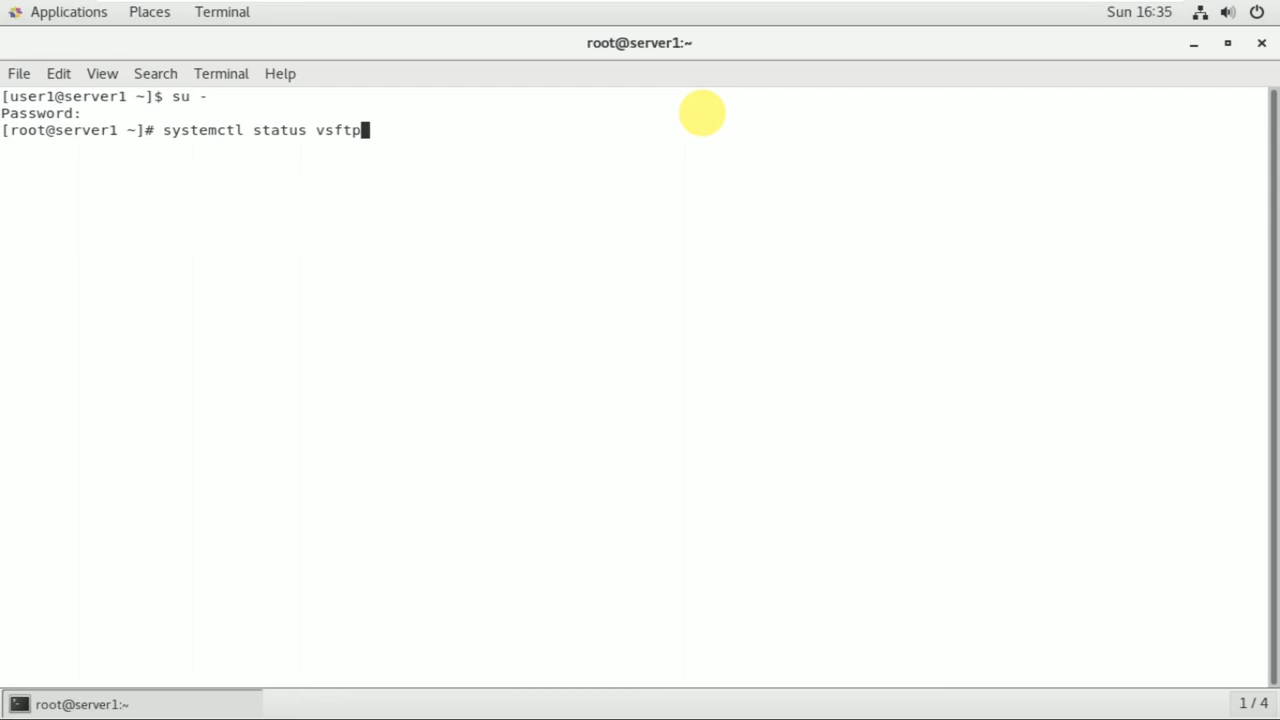 Applications Places Terminal Sun 16:35
root@server1:~
File Edit View Search Terminal Help
[user1@server1 ~]$ su -
Password:
[root@server1 ~]# systemctl status vsftp
root@server1:~ 1 / 4